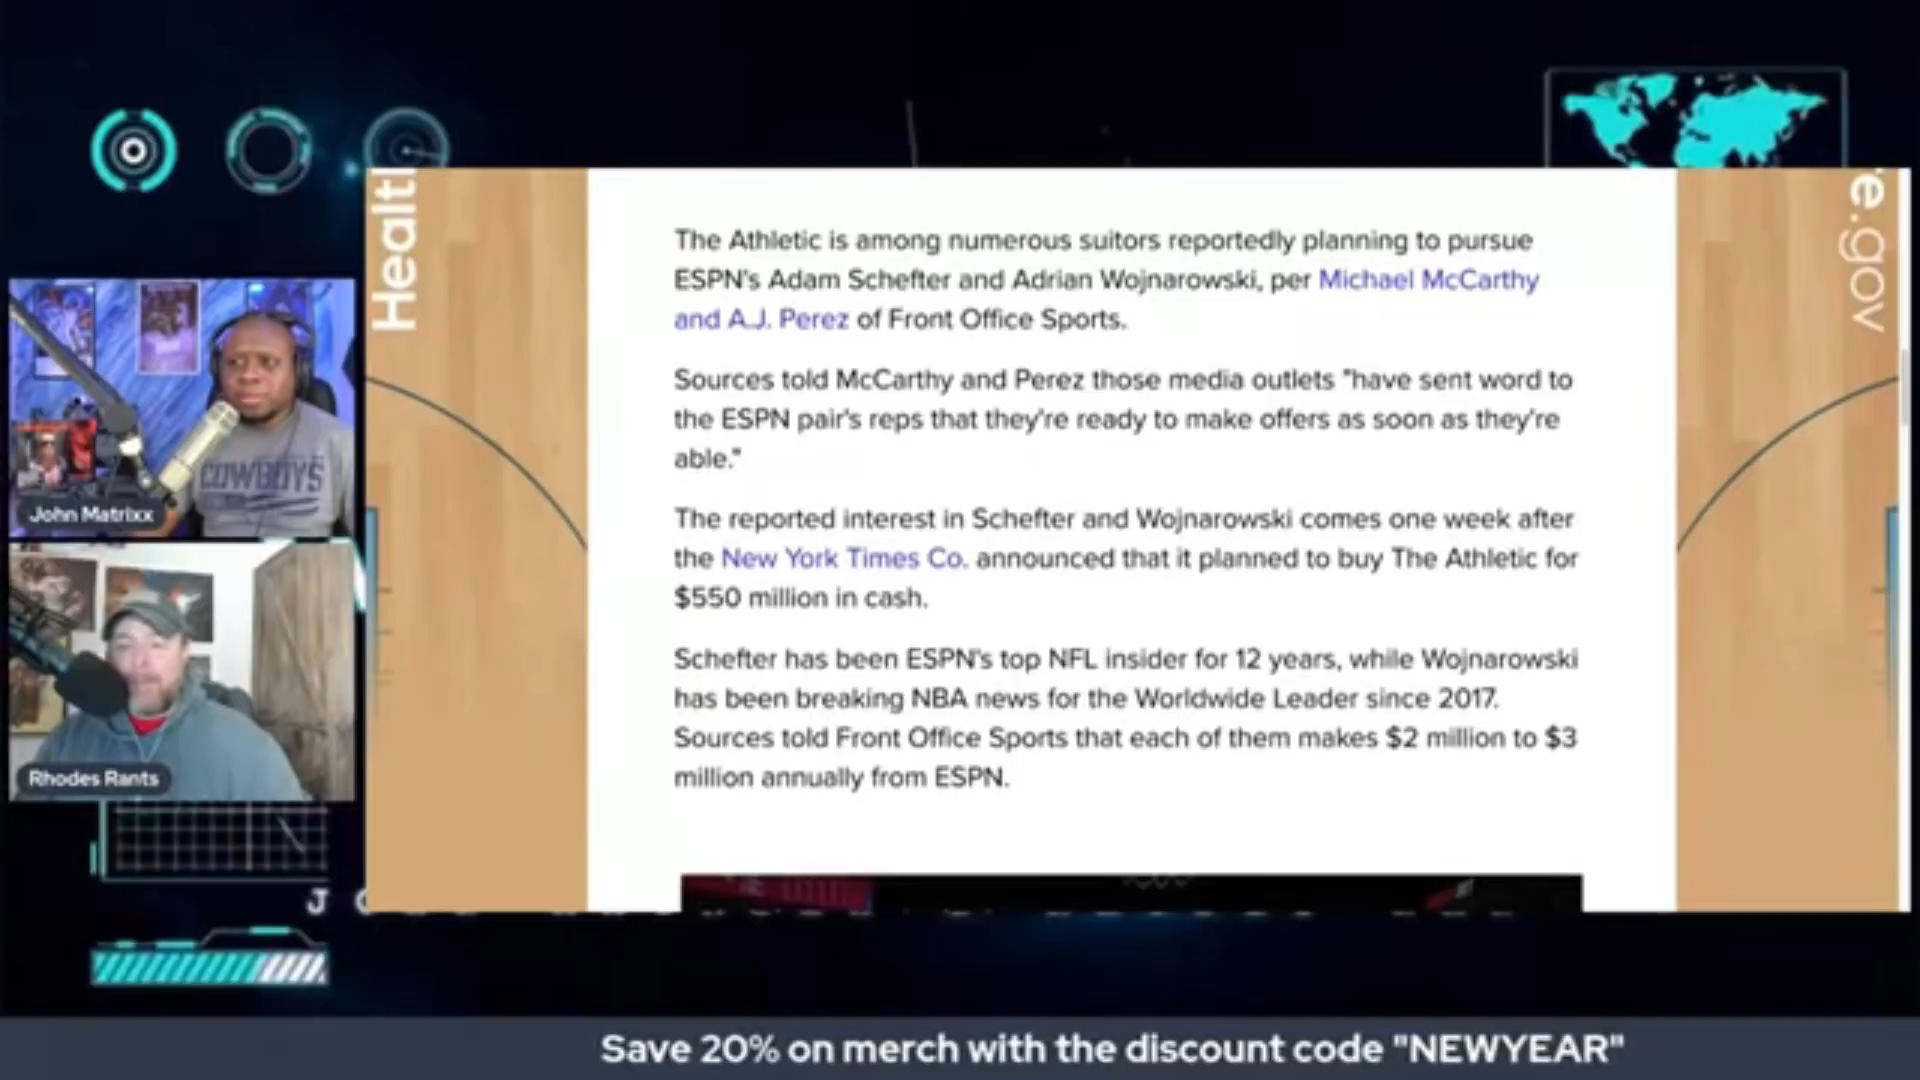 Healt
e.gov
The Athletic is among numerous suitors reportedly planning to pursue
ESPN's Adam Schefter and Adrian Wojnarowski, per Michael McCarthy
and A.J. Perez of Front Office Sports.
Sources told McCarthy and Perez those media outlets "have sent word to
the ESPN pair's reps that they're ready to make offers as soon as they're
able."
The reported interest in Schefter and Wojnarowski comes one week after
the New York Times Co. announced that it planned to buy The Athletic for
$550 million in cash.
Schefter has been ESPN's top NFL insider for 12 years, while Wojnarowski
has been breaking NBA news for the Worldwide Leader since 2017.
Sources told Front Office Sports that each of them makes $2 million to $3
million annually from ESPN.
COWBOYS
John Matrixx
Rhodes Rants
J
Save 20% on merch with the discount code "NEWYEAR"